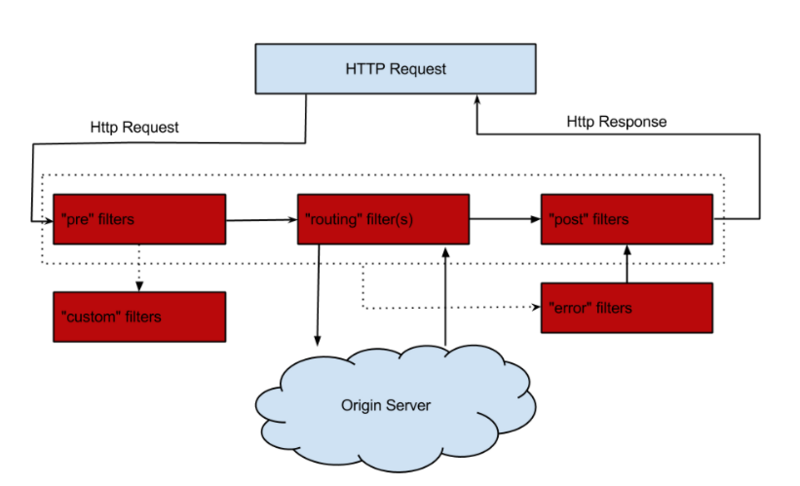 HTTP Request
Http Request
Http Response
"pre" filters
"routing" filter(s)
"post" filters
"custom" filters
"error" filters
Origin Server